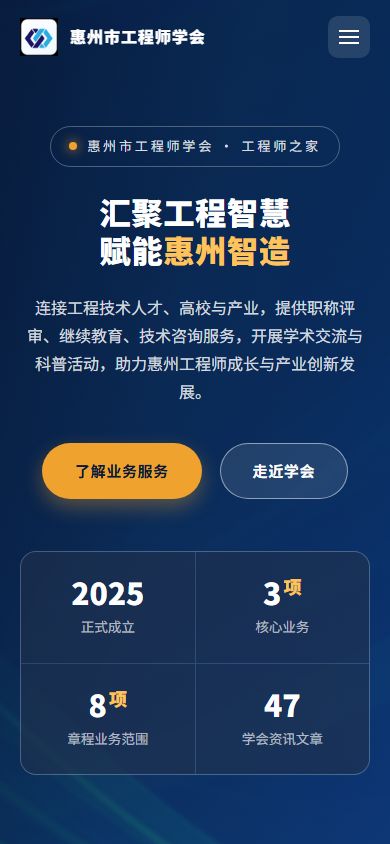 惠州市工程师学会
惠州市工程师学会 · 工程师之家
汇聚工程智慧
赋能惠州智造
连接工程技术人才、高校与产业，提供职称评
审、继续教育、技术咨询服务，开展学术交流与
科普活动，助力惠州工程师成长与产业创新发
展。
了解业务服务 走近学会
2025 3项
正式成立 核心业务
8项 47
章程业务范围 学会资讯文章